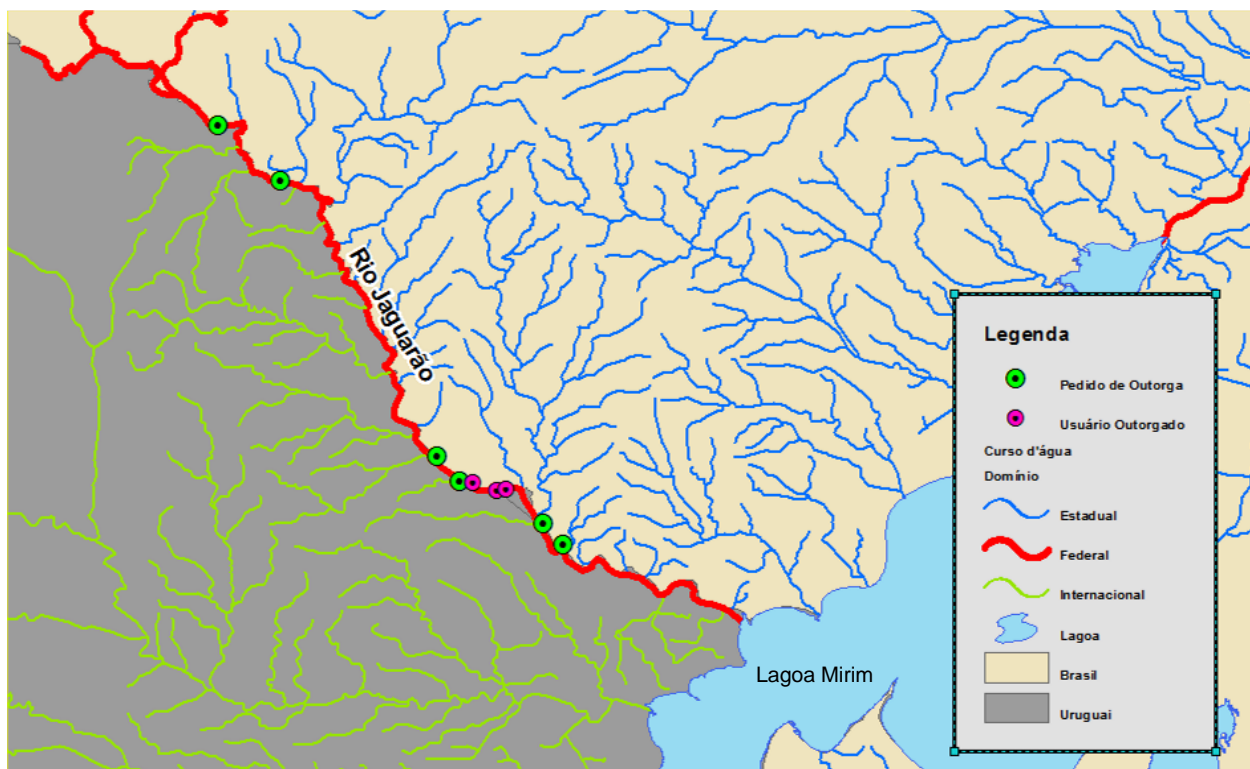 Rio Jaguarão
Lagoa Mirim
Legenda
Pedido de Outorga
Usuário Outorgado
Curso d'água
Domínio
Estadual
Federal
Internacional
Lagoa
Brasil
Uruguai